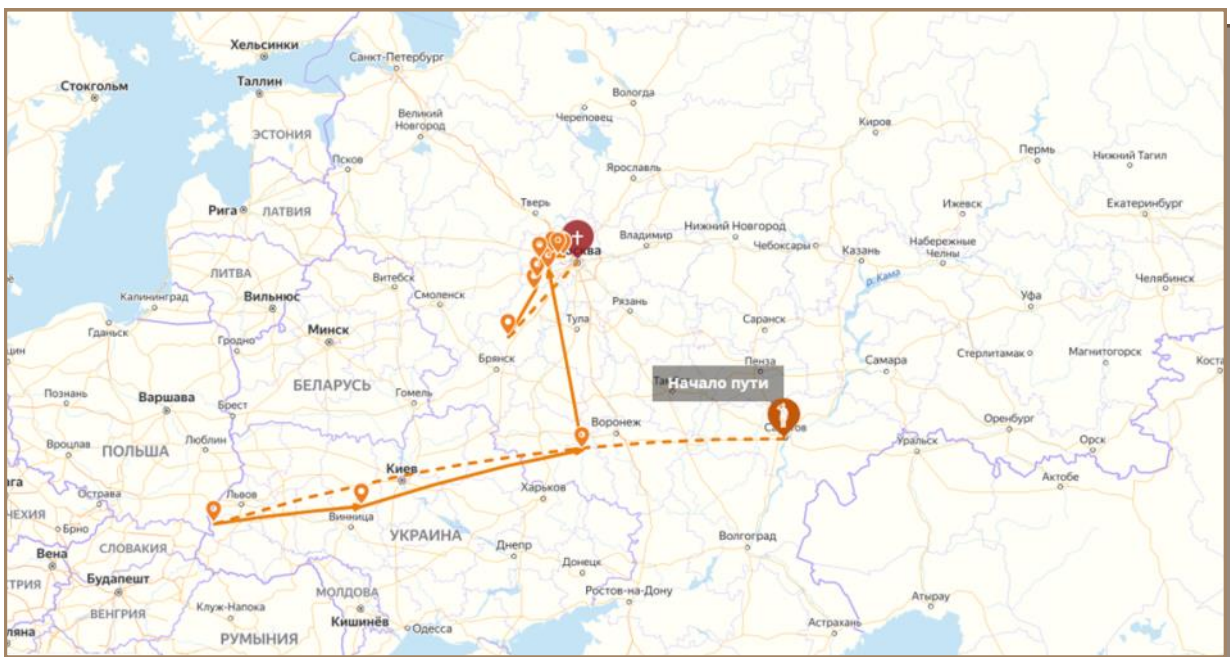 Хельсинки
Санкт-Петербург
Стокгольм
Таллин
Вологда
Череповец
Великий
Новгород
Киров
ЭСТОНИЯ
Псков
Пермь
Нижний Тагил
Ярославль
Рига
ЛАТВИЯ
Тверь
Ижевск
Екатеринбург
Владимир
Нижний Новгород
Чебоксары
Казань
Набережные
Челны
ЛИТВА
Витебск
р. Кама
Челябинск
Калининград
Вильнюс
Смоленск
Рязань
Уфа
Гданьск
Минск
Тула
Саранск
Гродно
Брянск
Пенза
Самара
Стерлитамак
Магнитогорск
Начало пути
БЕЛАРУСЬ
Гомель
Познань
Варшава
Брест
Воронеж
Оренбург
Вроцлав
ПОЛЬША
Люблин
Уральск
Орск
Киев
Актобе
Острава
Львов
Харьков
Брно
Винница
УКРАИНА
СЛОВАКИЯ
Волгоград
Вена
Днепр
Будапешт
Донецк
МОЛДОВА
Ростов-на-Дону
Атырау
ВЕНГРИЯ
Клуж-Напока
Кишинёв
Одесса
Астрахань
РУМЫНИЯ